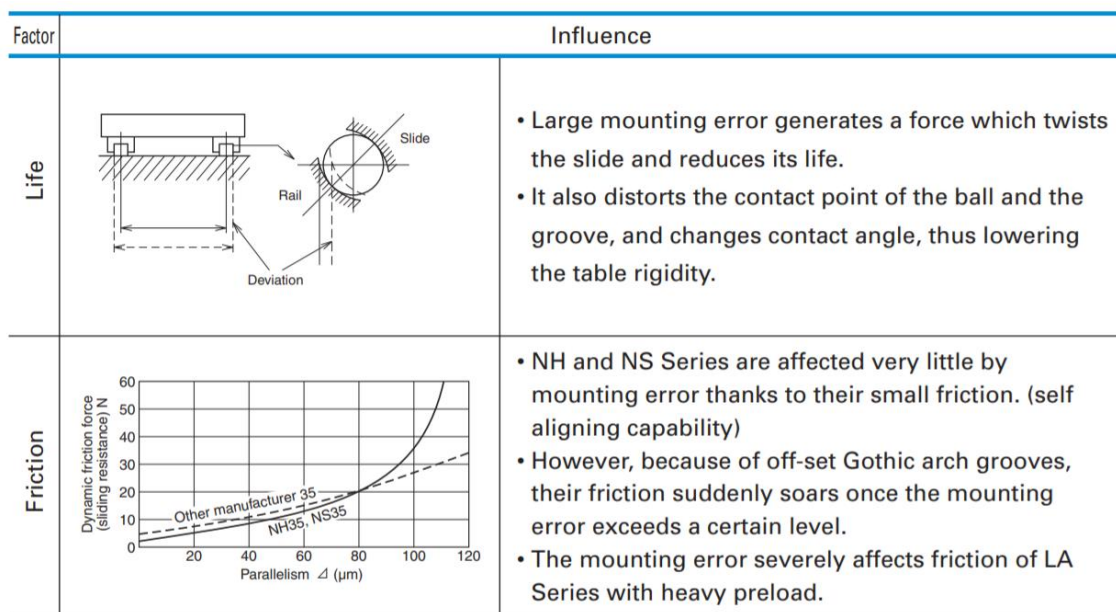 Factor
Influence
Life
Slide
Rail
Deviation
• Large mounting error generates a force which twists
the slide and reduces its life.
• It also distorts the contact point of the ball and the
groove, and changes contact angle, thus lowering
the table rigidity.
Friction
Dynamic friction force
(sliding resistance) N
60
50
40
30
20
10
0
Other manufacturer 35
NH35, NS35
20 40 60 80 100 120
Parallelism ⊿ (μm)
• NH and NS Series are affected very little by
mounting error thanks to their small friction. (self
aligning capability)
• However, because of off-set Gothic arch grooves,
their friction suddenly soars once the mounting
error exceeds a certain level.
• The mounting error severely affects friction of LA
Series with heavy preload.